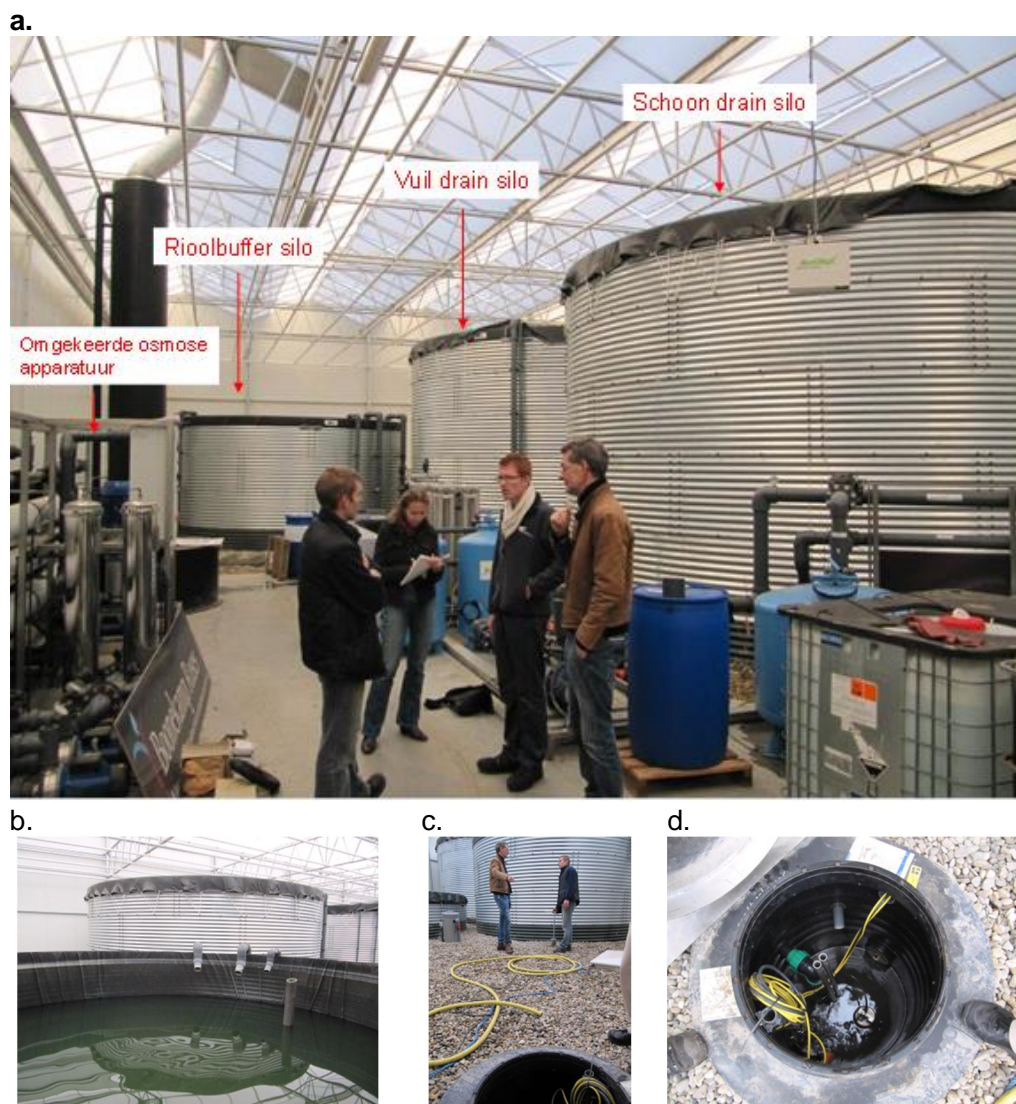 a.
Schoon drain silo
Vuil drain silo
Rioolbuffer silo
Omgekeerde osmose
apparatuur
b.
c.
d.